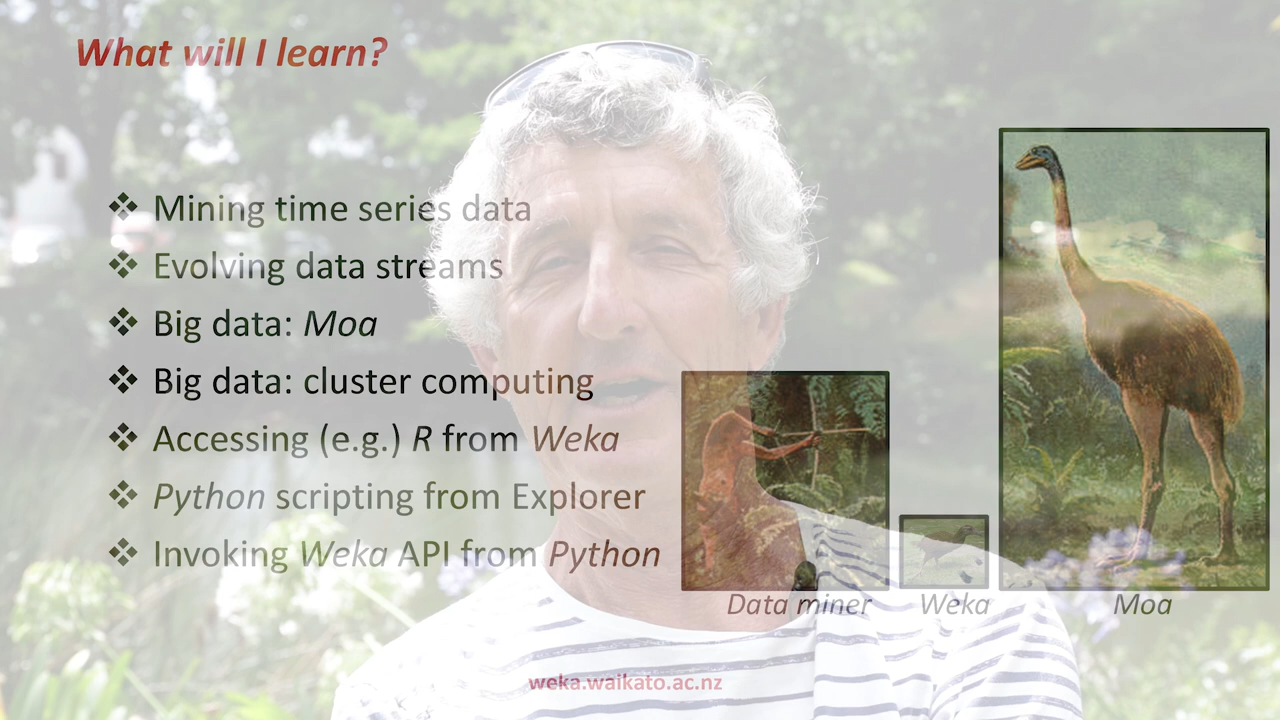 What will I learn?
❖ Mining time series data
❖ Evolving data streams
❖ Big data: Moa
❖ Big data: cluster computing
❖ Accessing (e.g.) R from Weka
❖ Python scripting from Explorer
❖ Invoking Weka API from Python
Data miner
Weka
Moa
weka.waikato.ac.nz